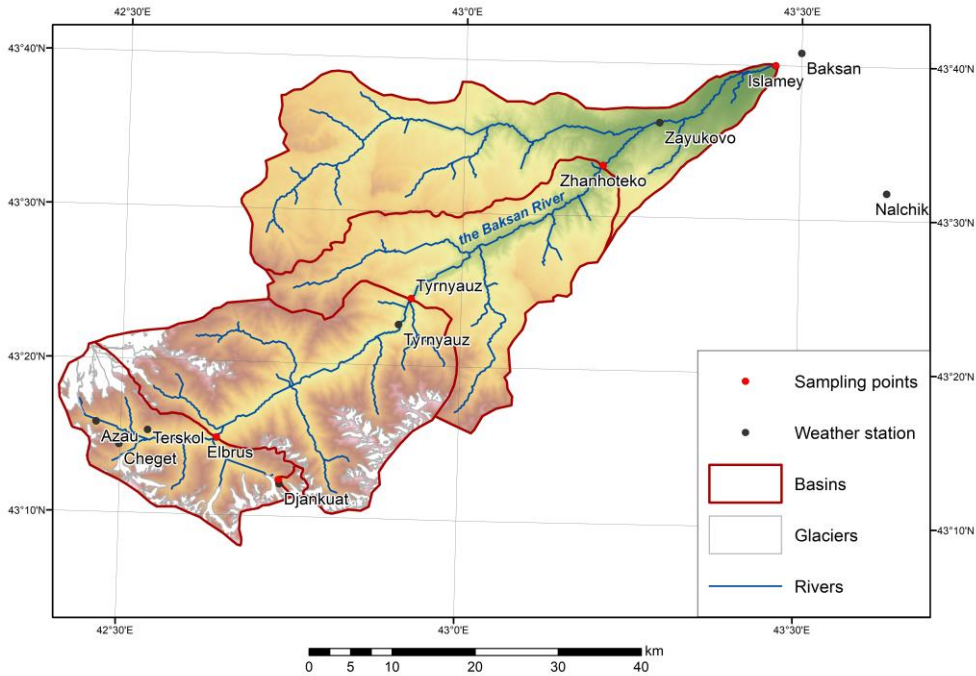 42°30'E
43°0'E
43°30'E
43°40'N
43°40'N
Baksan
Islamey
Zayukovo
Zhanhoteko
43°30'N
Nalchik
43°30'N
the Baksan River
Tyrnyauz
Tyrnyauz
43°20'N
43°20'N
Sampling points
Azau
Terskol
Elbrus
Cheget
Weather station
Basins
Djankuat
43°10'N
43°10'N
Glaciers
Rivers
42°30'E
43°0'E
43°30'E
km
0 5 10 20 30 40